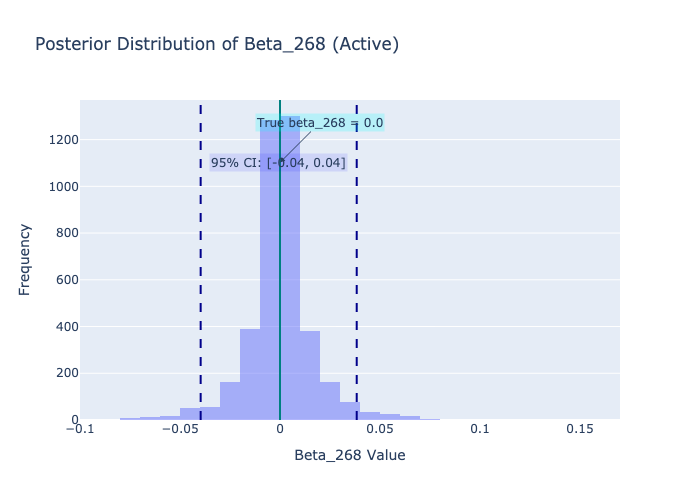 Posterior Distribution of Beta_268 (Active)
True beta_268 = 0.0
95% CI: [-0.04, 0.04]
1200
1000
800
600
400
200
0
Frequency
−0.1
−0.05
0
0.05
0.1
0.15
Beta_268 Value